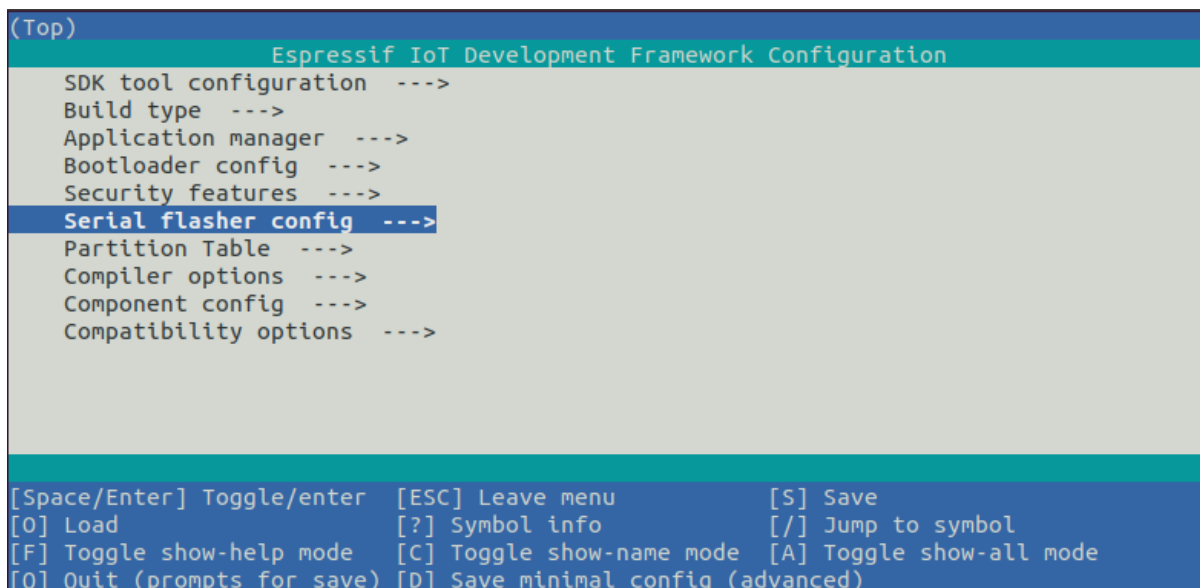 (Top)
Espressif IoT Development Framework Configuration
SDK tool configuration  --->
Build type  --->
Application manager  --->
Bootloader config  --->
Security features  --->
Serial flasher config  --->
Partition Table  --->
Compiler options  --->
Component config  --->
Compatibility options  --->
[Space/Enter] Toggle/enter  [ESC] Leave menu           [S] Save
[O] Load                    [?] Symbol info            [/] Jump to symbol
[F] Toggle show-help mode   [C] Toggle show-name mode  [A] Toggle show-all mode
[Q] Quit (prompts for save) [D] Save minimal config (advanced)